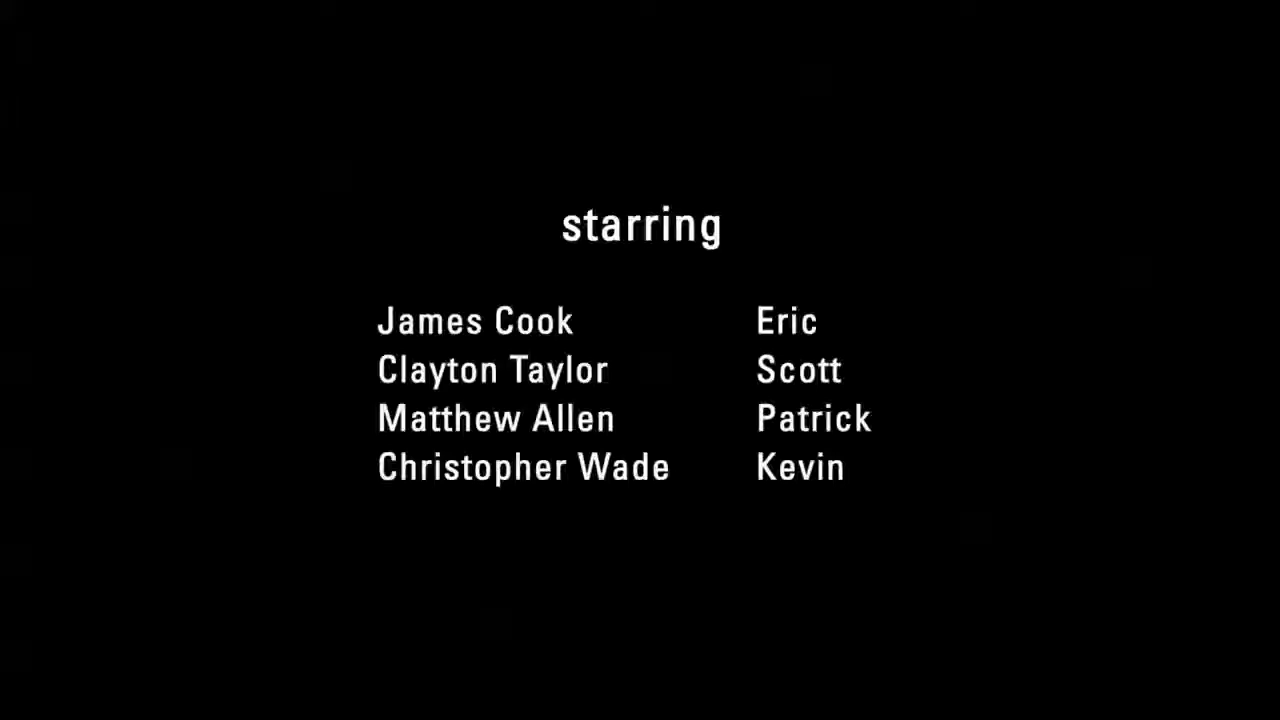 starring
James Cook Eric
Clayton Taylor Scott
Matthew Allen Patrick
Christopher Wade Kevin